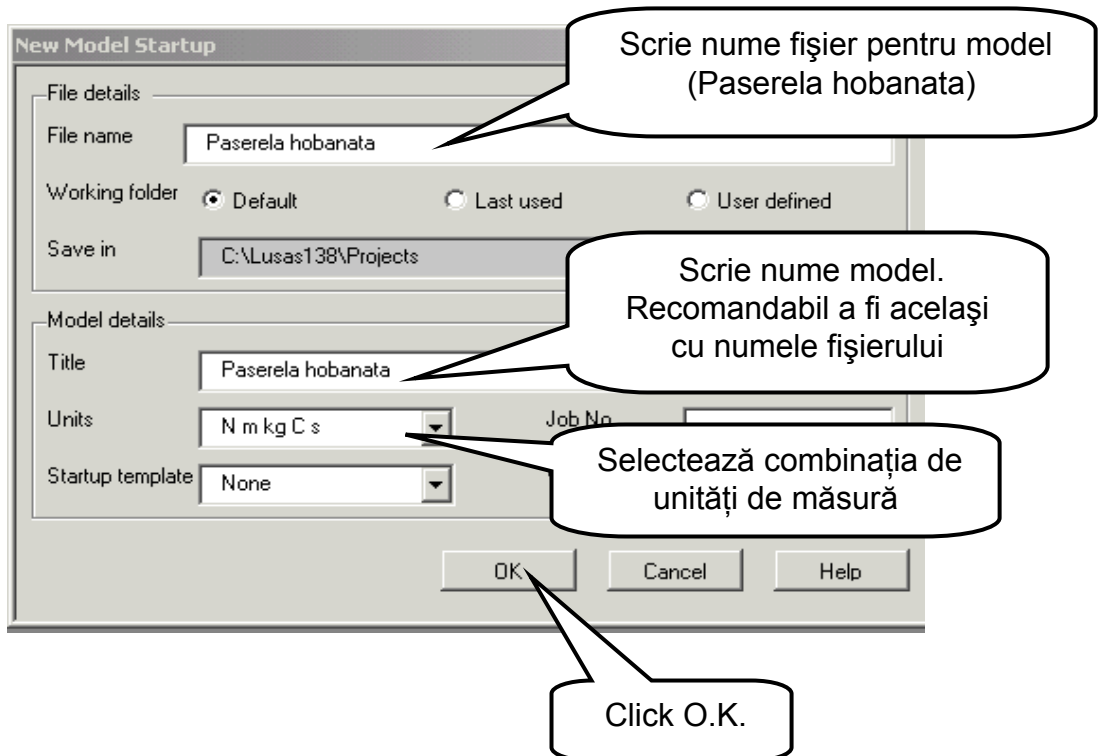 New Model Startup
Scrie nume fişier pentru model
(Paserela hobanata)
File details
File name
Paserela hobanata
Working folder
Default
Last used
User defined
Save in
C:\Lusas138\Projects
Scrie nume model.
Recomandabil a fi acelaşi
cu numele fişierului
Model details
Title
Paserela hobanata
Units
N m kg C s
Job No
Selectează combinația de
unități de măsură
Startup template
None
OK
Cancel
Help
Click O.K.